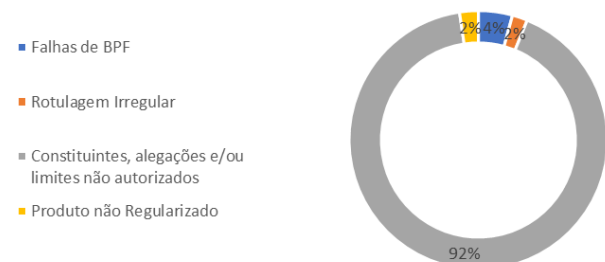 Falhas de BPF
Rotulagem Irregular
Constituintes, alegações e/ou
limites não autorizados
Produto não Regularizado
2%
4%
2%
92%